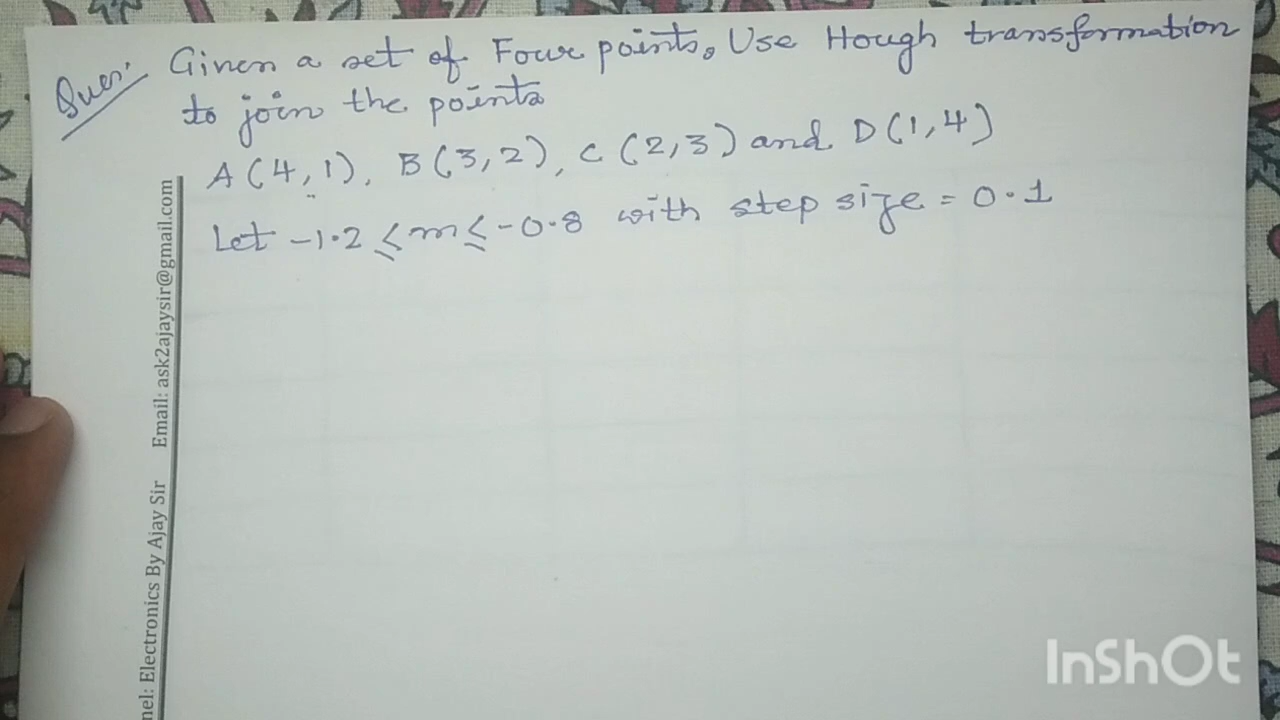 Ques. Given a set of Four points, Use Hough transformation
to join the points
A(4,1), B(3,2), C(2,3) and D(1,4)
Let -1.2 ≤ m ≤ -0.8 with step size = 0.1
nel: Electronics By Ajay Sir Email: ask2ajaysir@gmail.com
InShOt